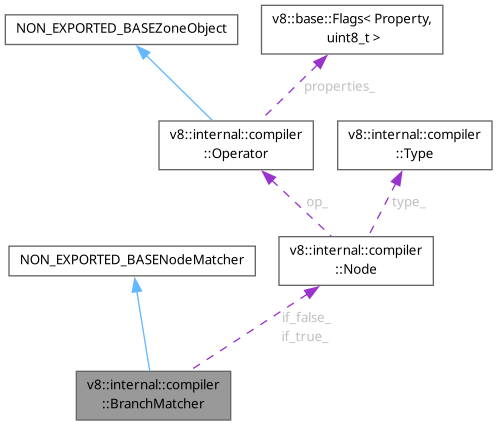 NON_EXPORTED_BASEZoneObject
v8::base::Flags< Property,
uint8_t >
properties_
v8::internal::compiler
::Operator
v8::internal::compiler
::Type
op_
type_
v8::internal::compiler
::Node
NON_EXPORTED_BASENodeMatcher
if_false_
if_true_
v8::internal::compiler
::BranchMatcher